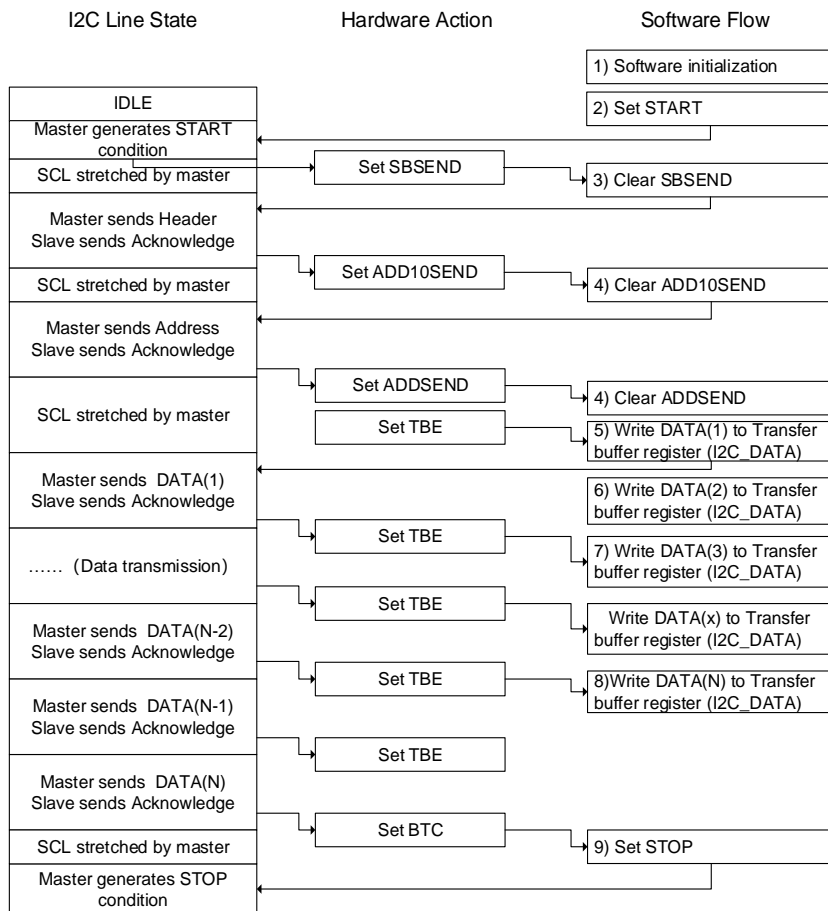 I2C Line State
Hardware Action
Software Flow
1) Software initialization
IDLE
2) Set START
Master generates START
condition
Set SBSEND
SCL stretched by master
3) Clear SBSEND
Master sends Header
Slave sends Acknowledge
Set ADD10SEND
SCL stretched by master
4) Clear ADD10SEND
Master sends Address
Slave sends Acknowledge
Set ADDSEND
4) Clear ADDSEND
SCL stretched by master
Set TBE
5) Write DATA(1) to Transfer
buffer register (I2C_DATA)
Master sends DATA(1)
Slave sends Acknowledge
6) Write DATA(2) to Transfer
buffer register (I2C_DATA)
Set TBE
7) Write DATA(3) to Transfer
buffer register (I2C_DATA)
…… (Data transmission)
Set TBE
Write DATA(x) to Transfer
buffer register (I2C_DATA)
Master sends DATA(N-2)
Slave sends Acknowledge
Set TBE
8)Write DATA(N) to Transfer
buffer register (I2C_DATA)
Master sends DATA(N-1)
Slave sends Acknowledge
Set TBE
Master sends DATA(N)
Slave sends Acknowledge
Set BTC
SCL stretched by master
9) Set STOP
Master generates STOP
condition